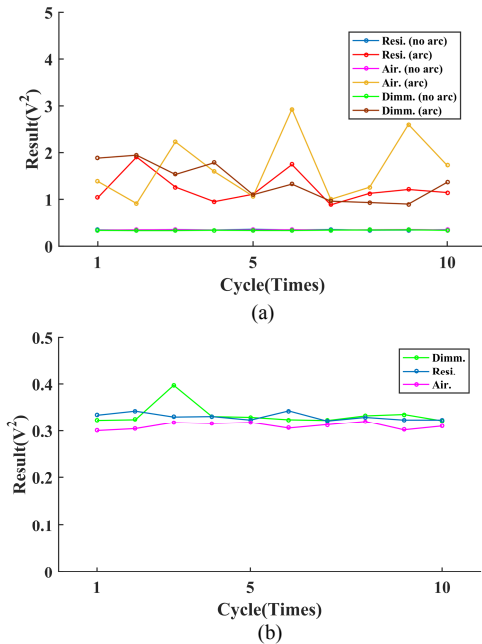 (a)
5
4
3
2
1
0
Result(V²)
Resi. (no arc)
Resi. (arc)
Air. (no arc)
Air. (arc)
Dimm. (no arc)
Dimm. (arc)
1
5
10
Cycle(Times)
(a)
0.5
0.4
0.3
0.2
0.1
0
Result(V²)
Dimm.
Resi.
Air.
1
5
10
Cycle(Times)
(b)